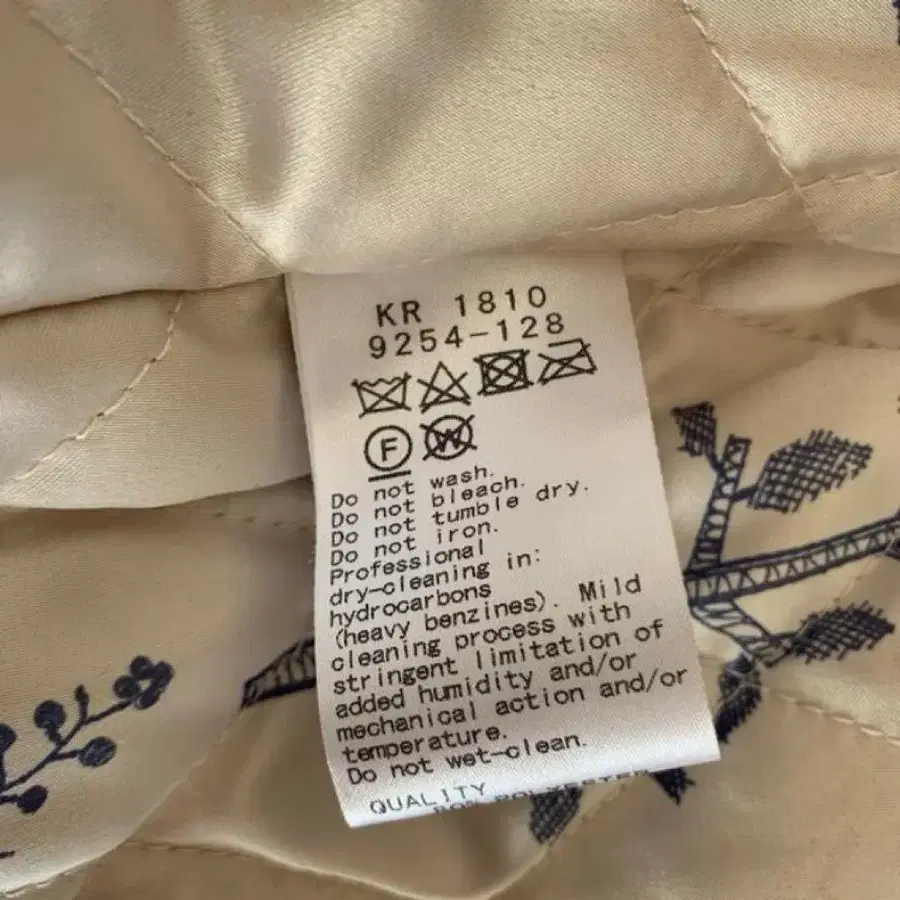 KR 1810
9254-128
F W
Do not wash.
Do not bleach.
Do not tumble dry.
Do not iron.
Professional
dry-cleaning in:
hydrocarbons
(heavy benzines). Mild
cleaning process with
stringent limitation of
added humidity and/or
mechanical action and/or
temperature.
Do not wet-clean.
QUALITY
POLYESTER